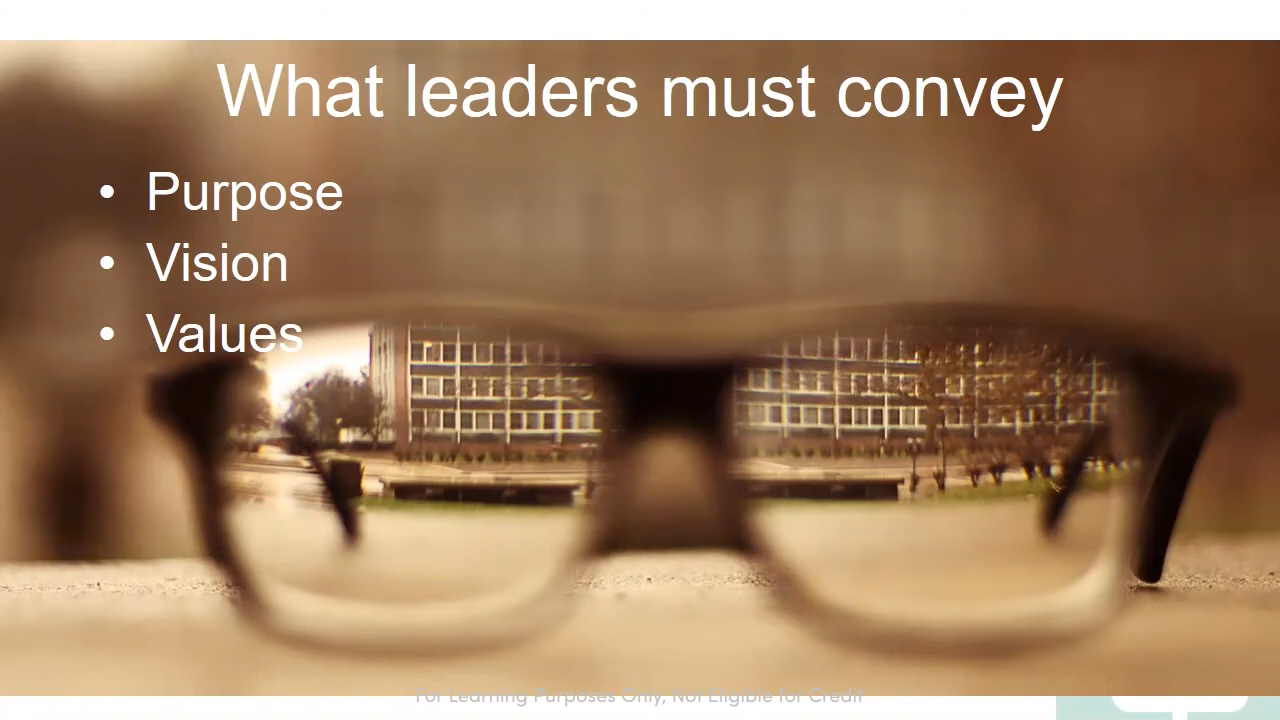 What leaders must convey
• Purpose
• Vision
• Values
For Learning Purposes Only, Not Eligible for Credit